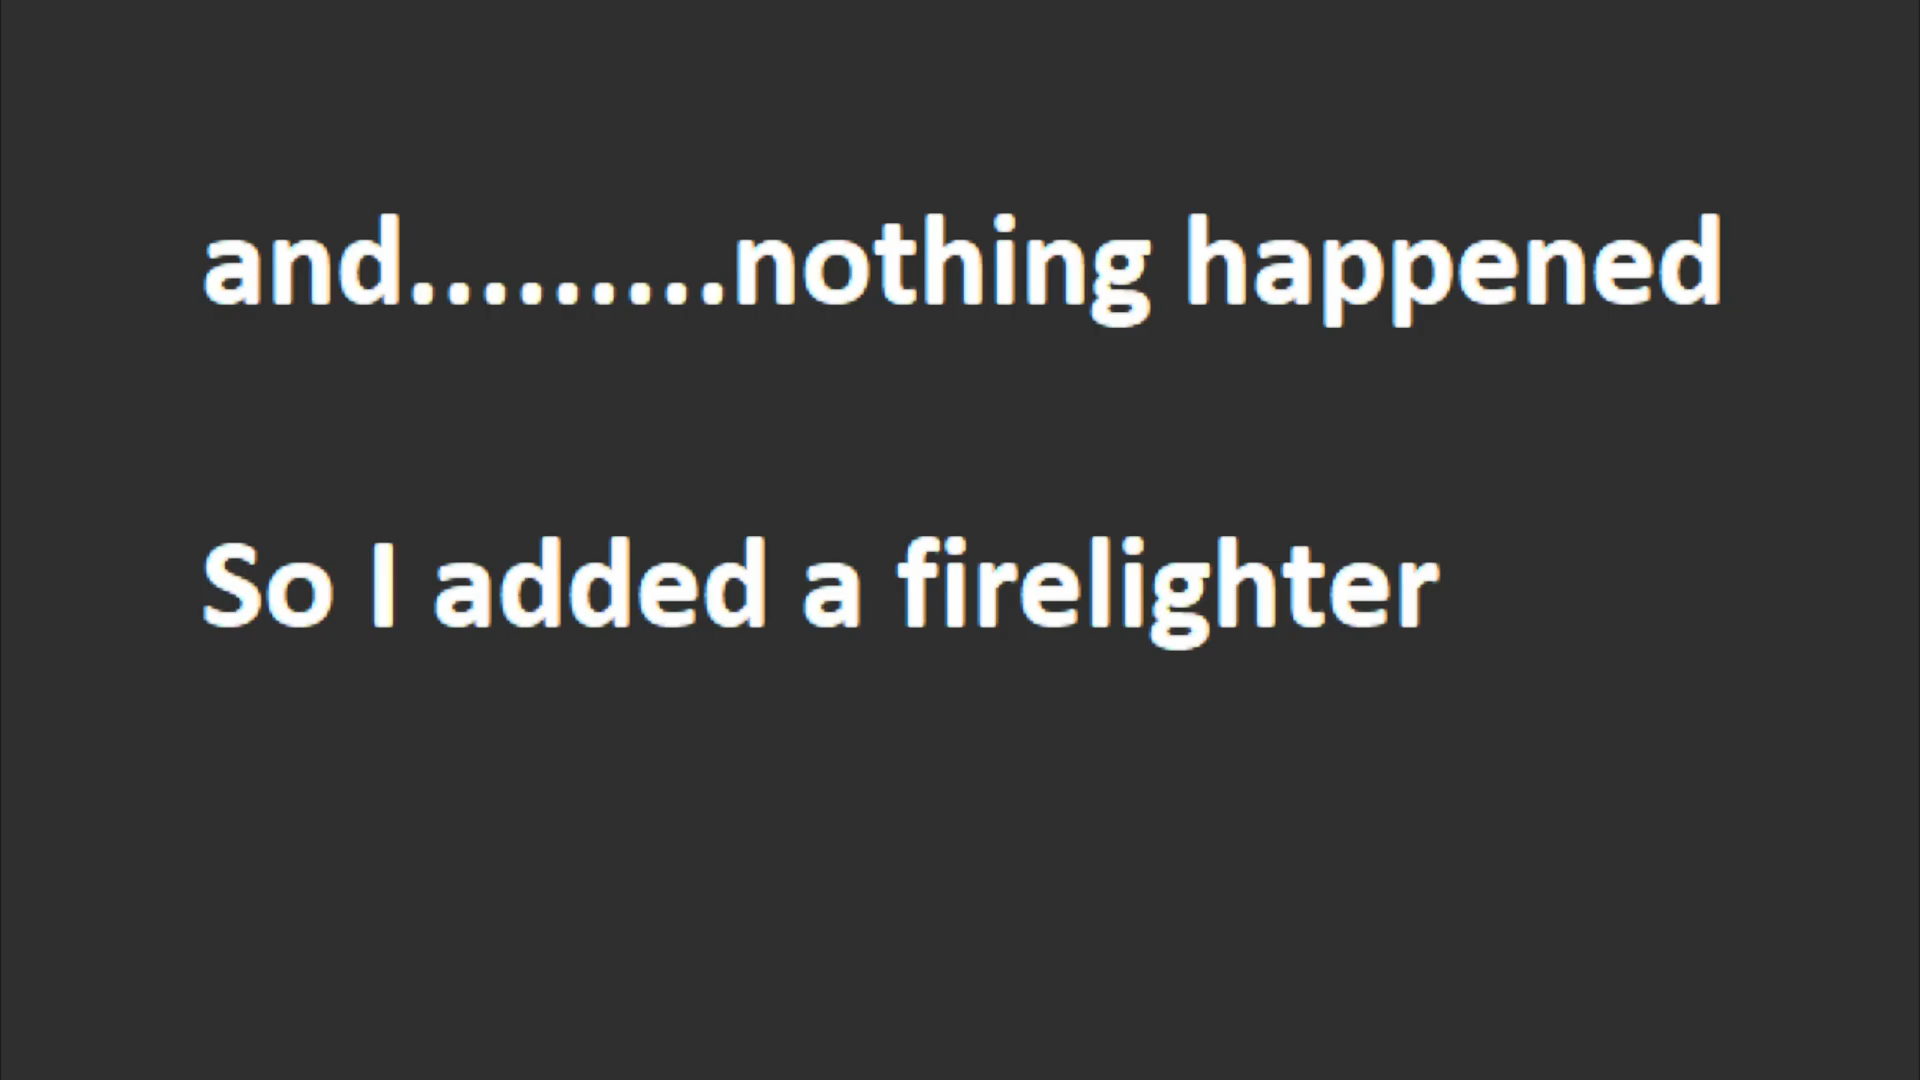 and.........nothing happened
So I added a firelighter